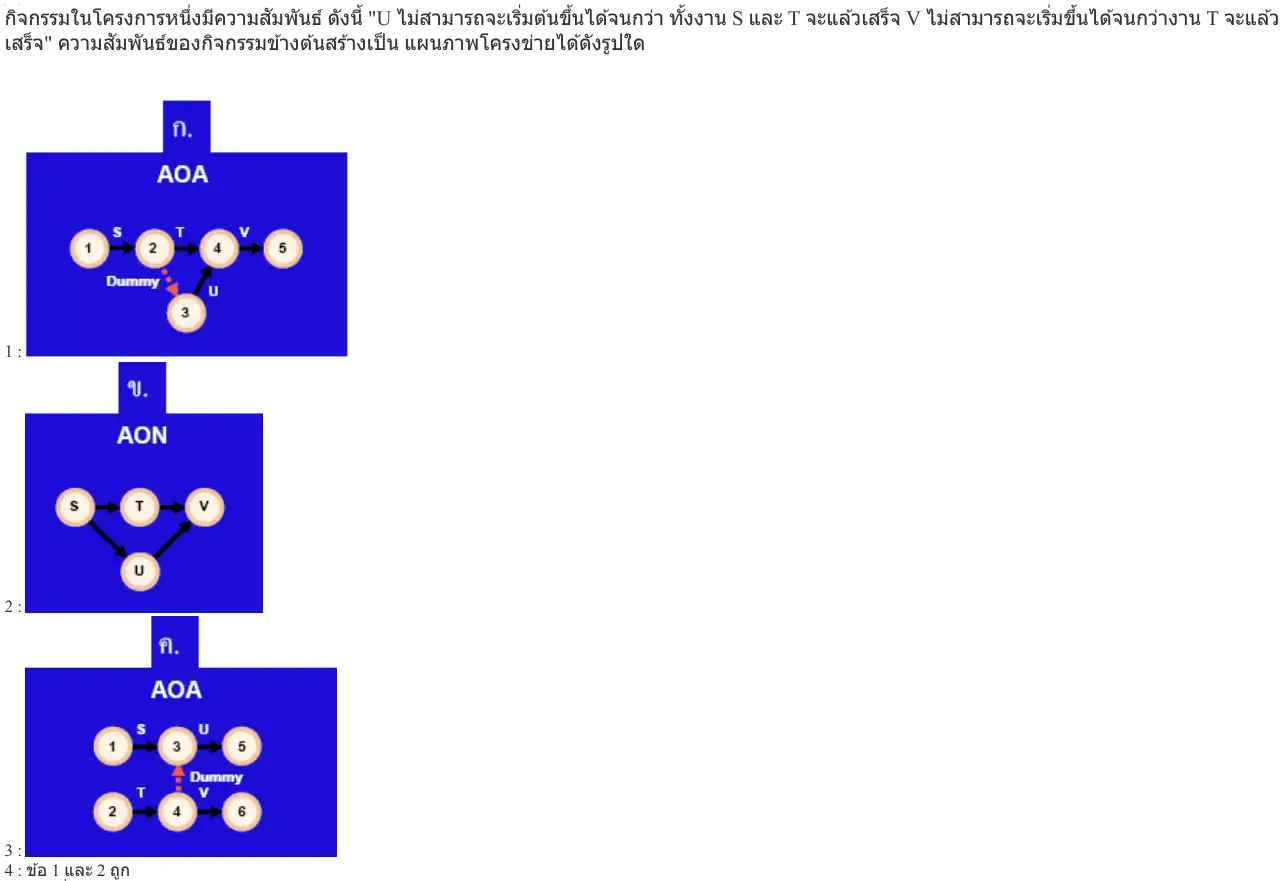 กิจกรรมในโครงการหนึ่งมีความสัมพันธ์ ดังนี้ "U ไม่สามารถจะเริ่มต้นขึ้นได้จนกว่า ทั้งงาน S และ T จะแล้วเสร็จ V ไม่สามารถจะเริ่มขึ้นได้จนกว่างาน T จะแล้ว
เสร็จ" ความสัมพันธ์ของกิจกรรมข้างต้นสร้างเป็น แผนภาพโครงข่ายได้ดังรูปใด
ก.
AOA
S T V
1 2 4 5
Dummy U
3
1 :
ข.
AON
S T V
U
2 :
ค.
AOA
S U
1 3 5
Dummy
T V
2 4 6
3 :
4 : ข้อ 1 และ 2 ถูก